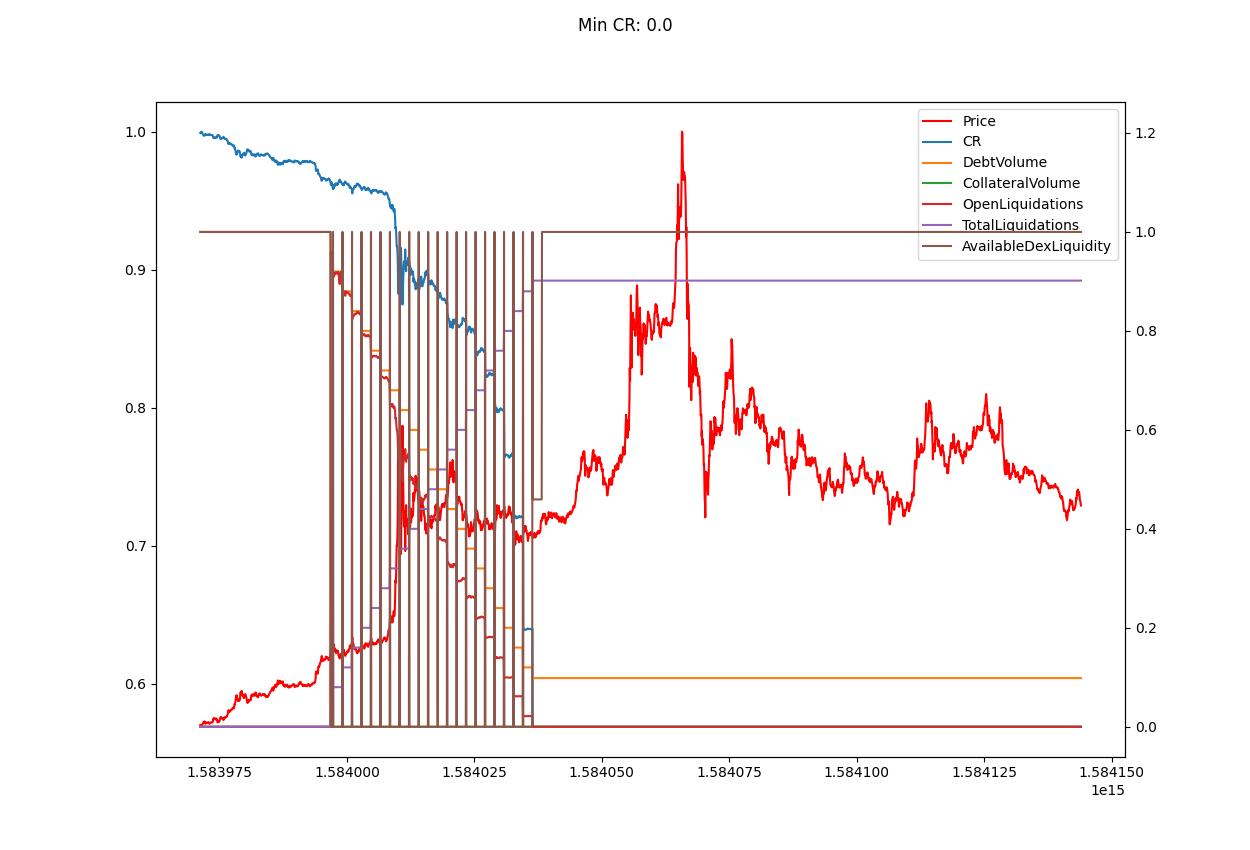 Min CR: 0.0
1.0
0.9
0.8
0.7
0.6
1.2
1.0
0.8
0.6
0.4
0.2
0.0
Price
CR
DebtVolume
CollateralVolume
OpenLiquidations
TotalLiquidations
AvailableDexLiquidity
1.583975 1.584000 1.584025 1.584050 1.584075 1.584100 1.584125 1.584150
1e15